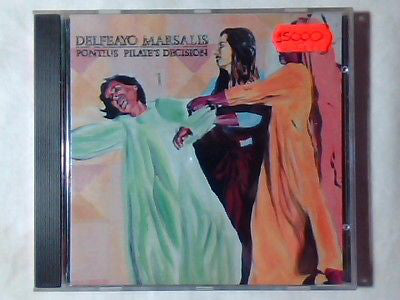 DELFEAYO MARSALIS
PONTIUS PILATE'S DECISION
15000